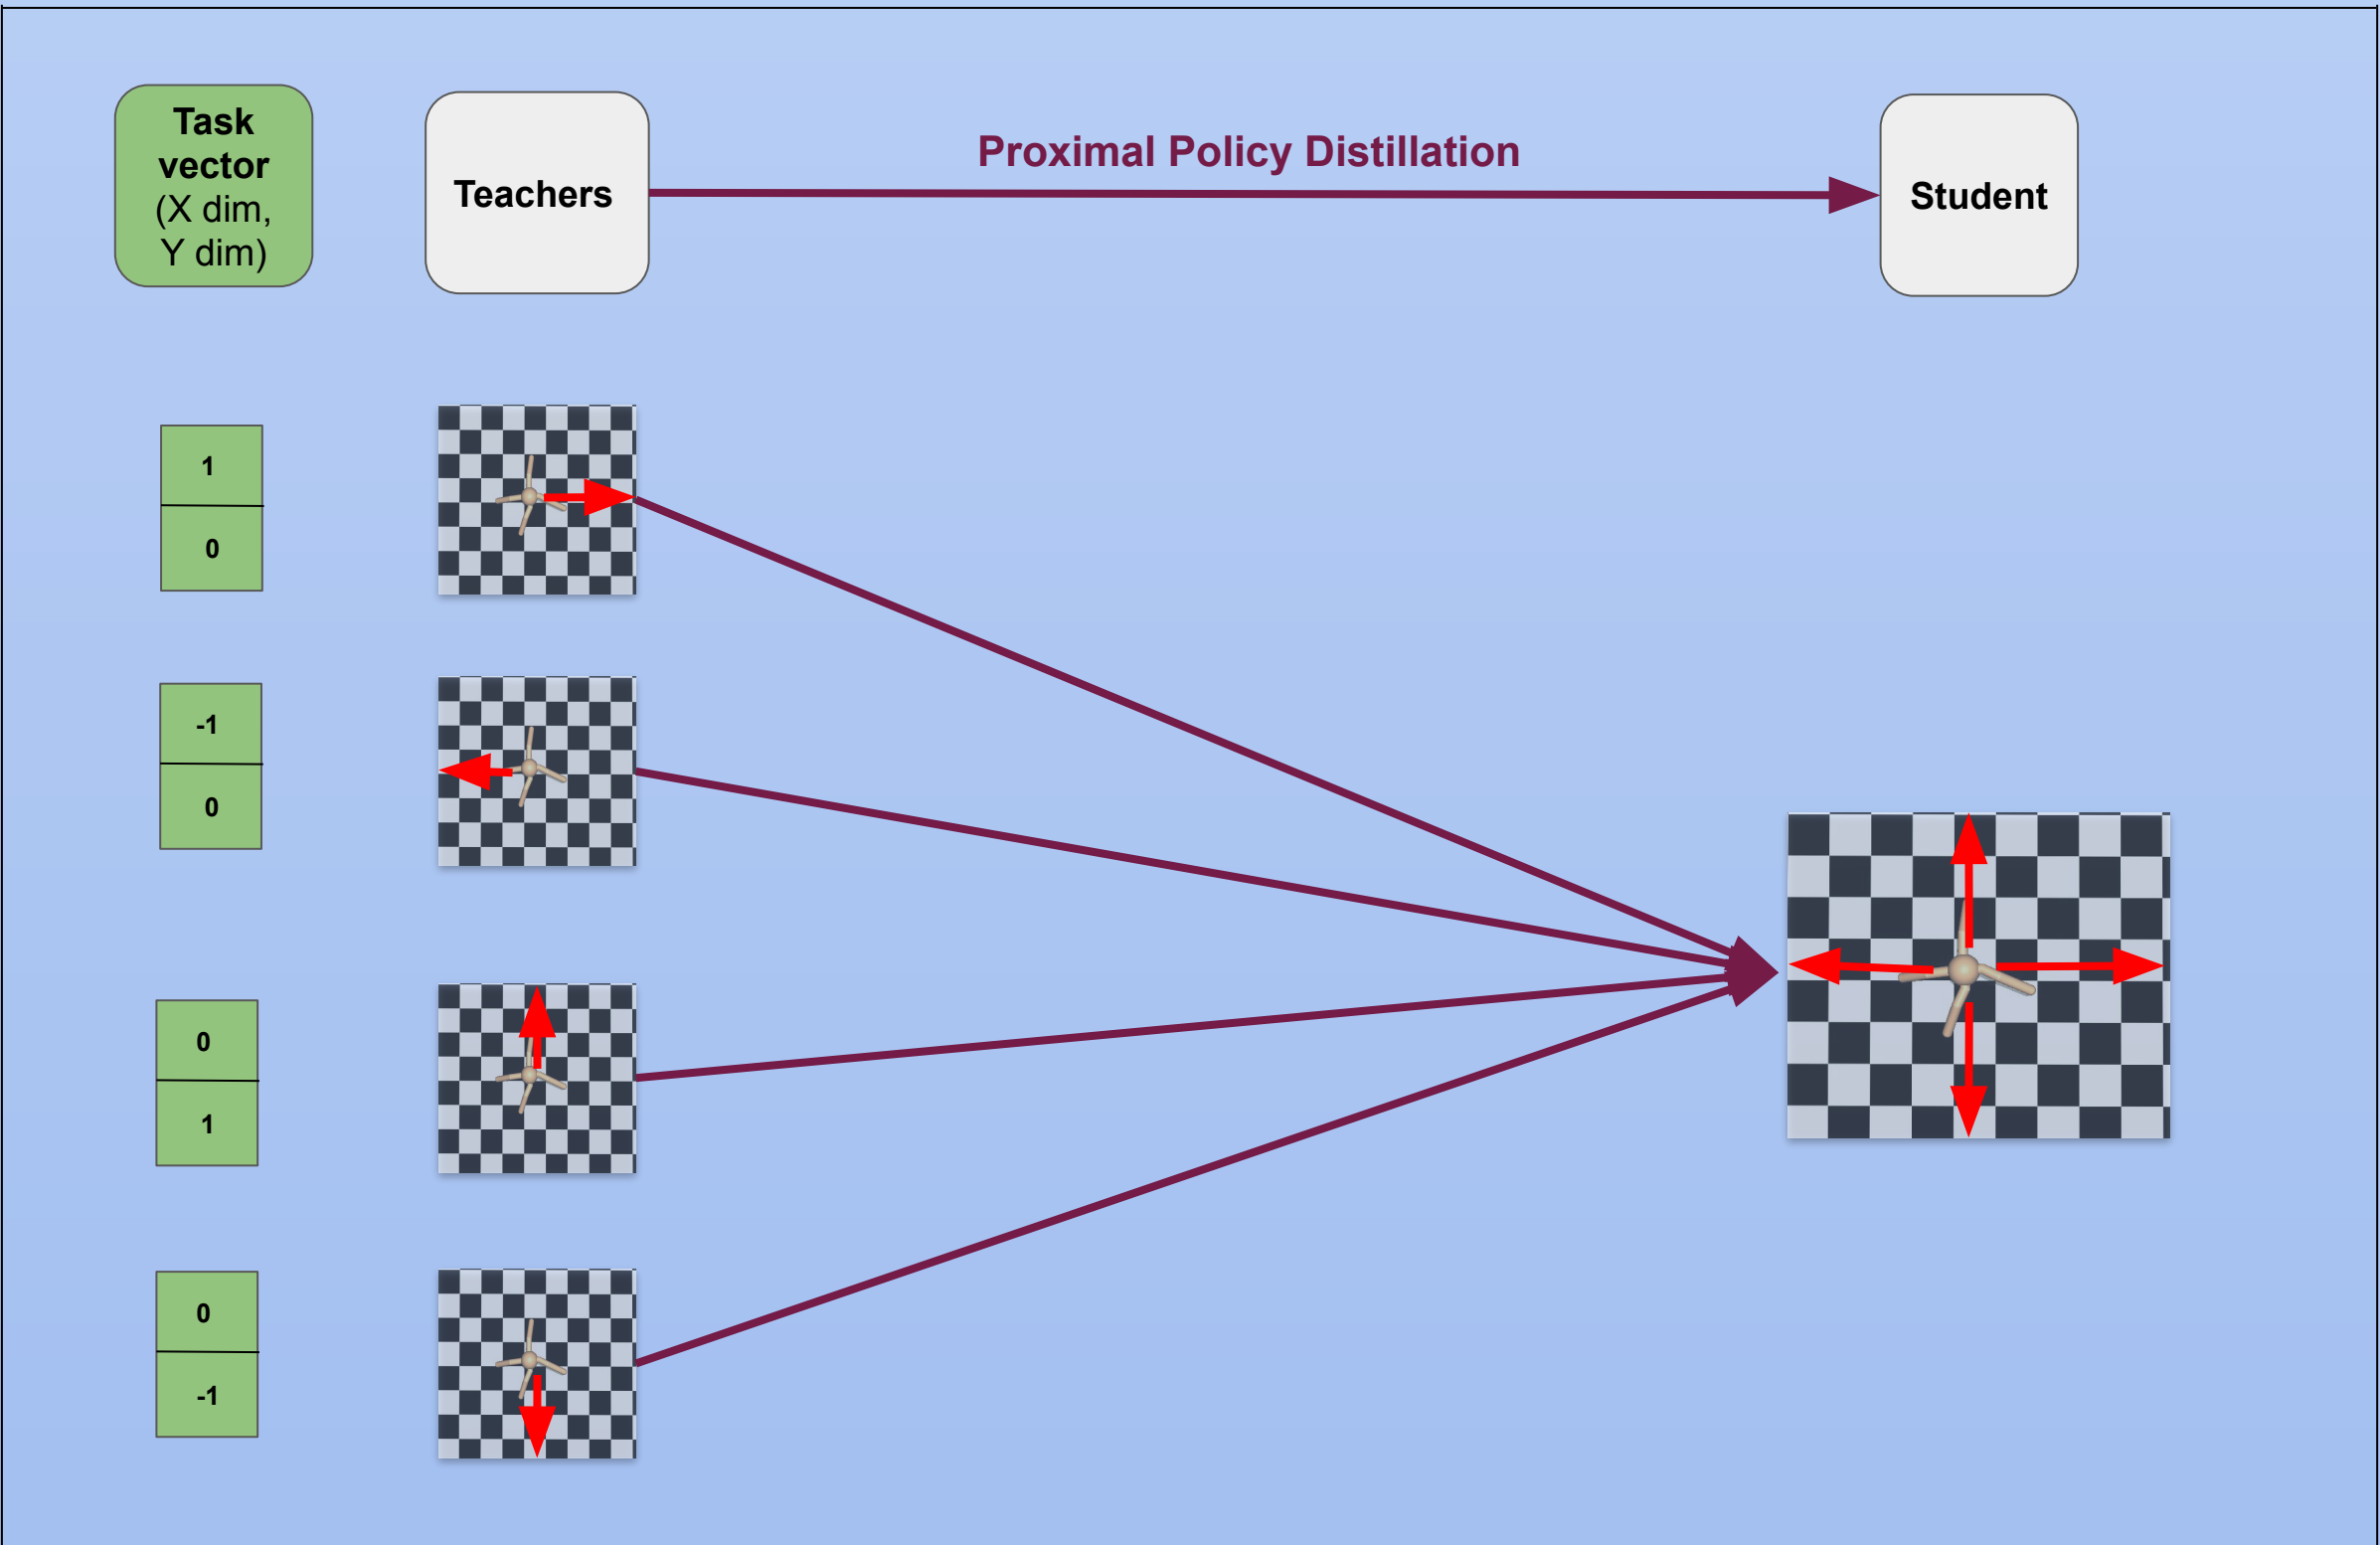 Task
vector
(X dim,
Y dim)
Teachers
Proximal Policy Distillation
Student
1
0
-1
0
0
1
0
-1